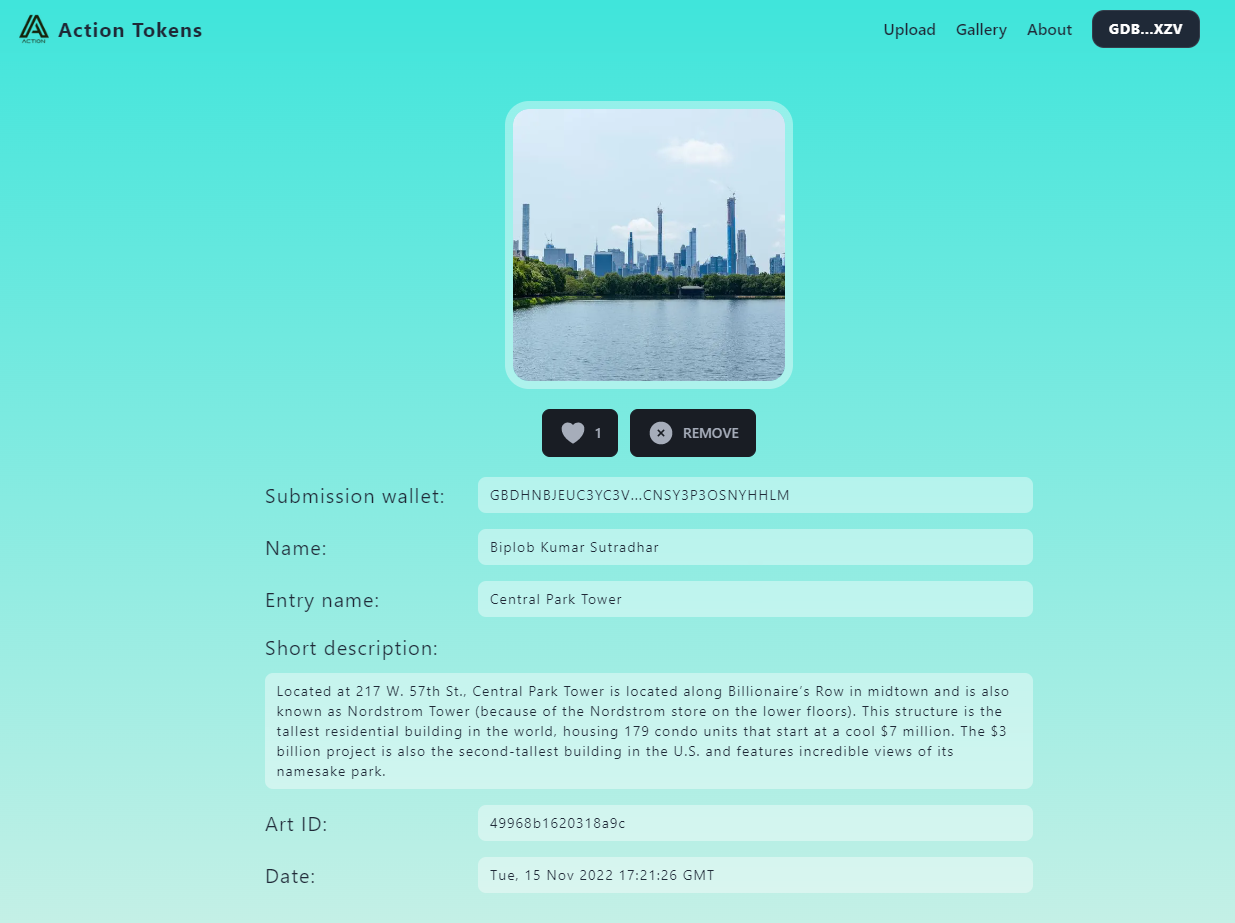 ACTION
Action Tokens
Upload
Gallery
About
GDB...XZV
1
REMOVE
Submission wallet:
GBDHNBJEUC3YC3V...CNSY3P3OSNYHHLM
Name:
Biplob Kumar Sutradhar
Entry name:
Central Park Tower
Short description:
Located at 217 W. 57th St., Central Park Tower is located along Billionaire’s Row in midtown and is also
known as Nordstrom Tower (because of the Nordstrom store on the lower floors). This structure is the
tallest residential building in the world, housing 179 condo units that start at a cool $7 million. The $3
billion project is also the second-tallest building in the U.S. and features incredible views of its
namesake park.
Art ID:
49968b1620318a9c
Date:
Tue, 15 Nov 2022 17:21:26 GMT